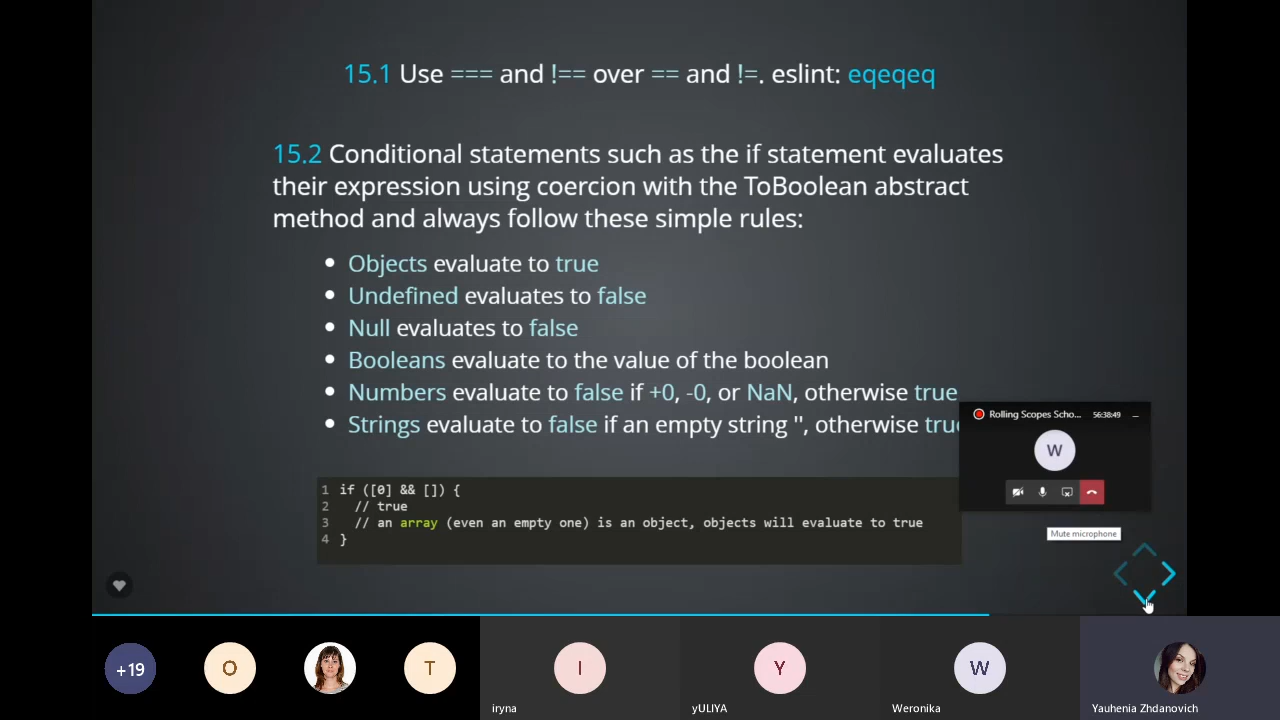 15.1 Use === and !== over == and !=. eslint: eqeqeq
15.2 Conditional statements such as the if statement evaluates
their expression using coercion with the ToBoolean abstract
method and always follow these simple rules:
• Objects evaluate to true
• Undefined evaluates to false
• Null evaluates to false
• Booleans evaluate to the value of the boolean
• Numbers evaluate to false if +0, -0, or NaN, otherwise true
• Strings evaluate to false if an empty string '', otherwise true
Rolling Scopes Scho... 56:38:49
W
1 if ([0] && []) {
2 // true
3 // an array (even an empty one) is an object, objects will evaluate to true
4 }
Mute microphone
+19
O
T
I
Y
W
iryna
yULIYA
Weronika
Yauhenia Zhdanovich